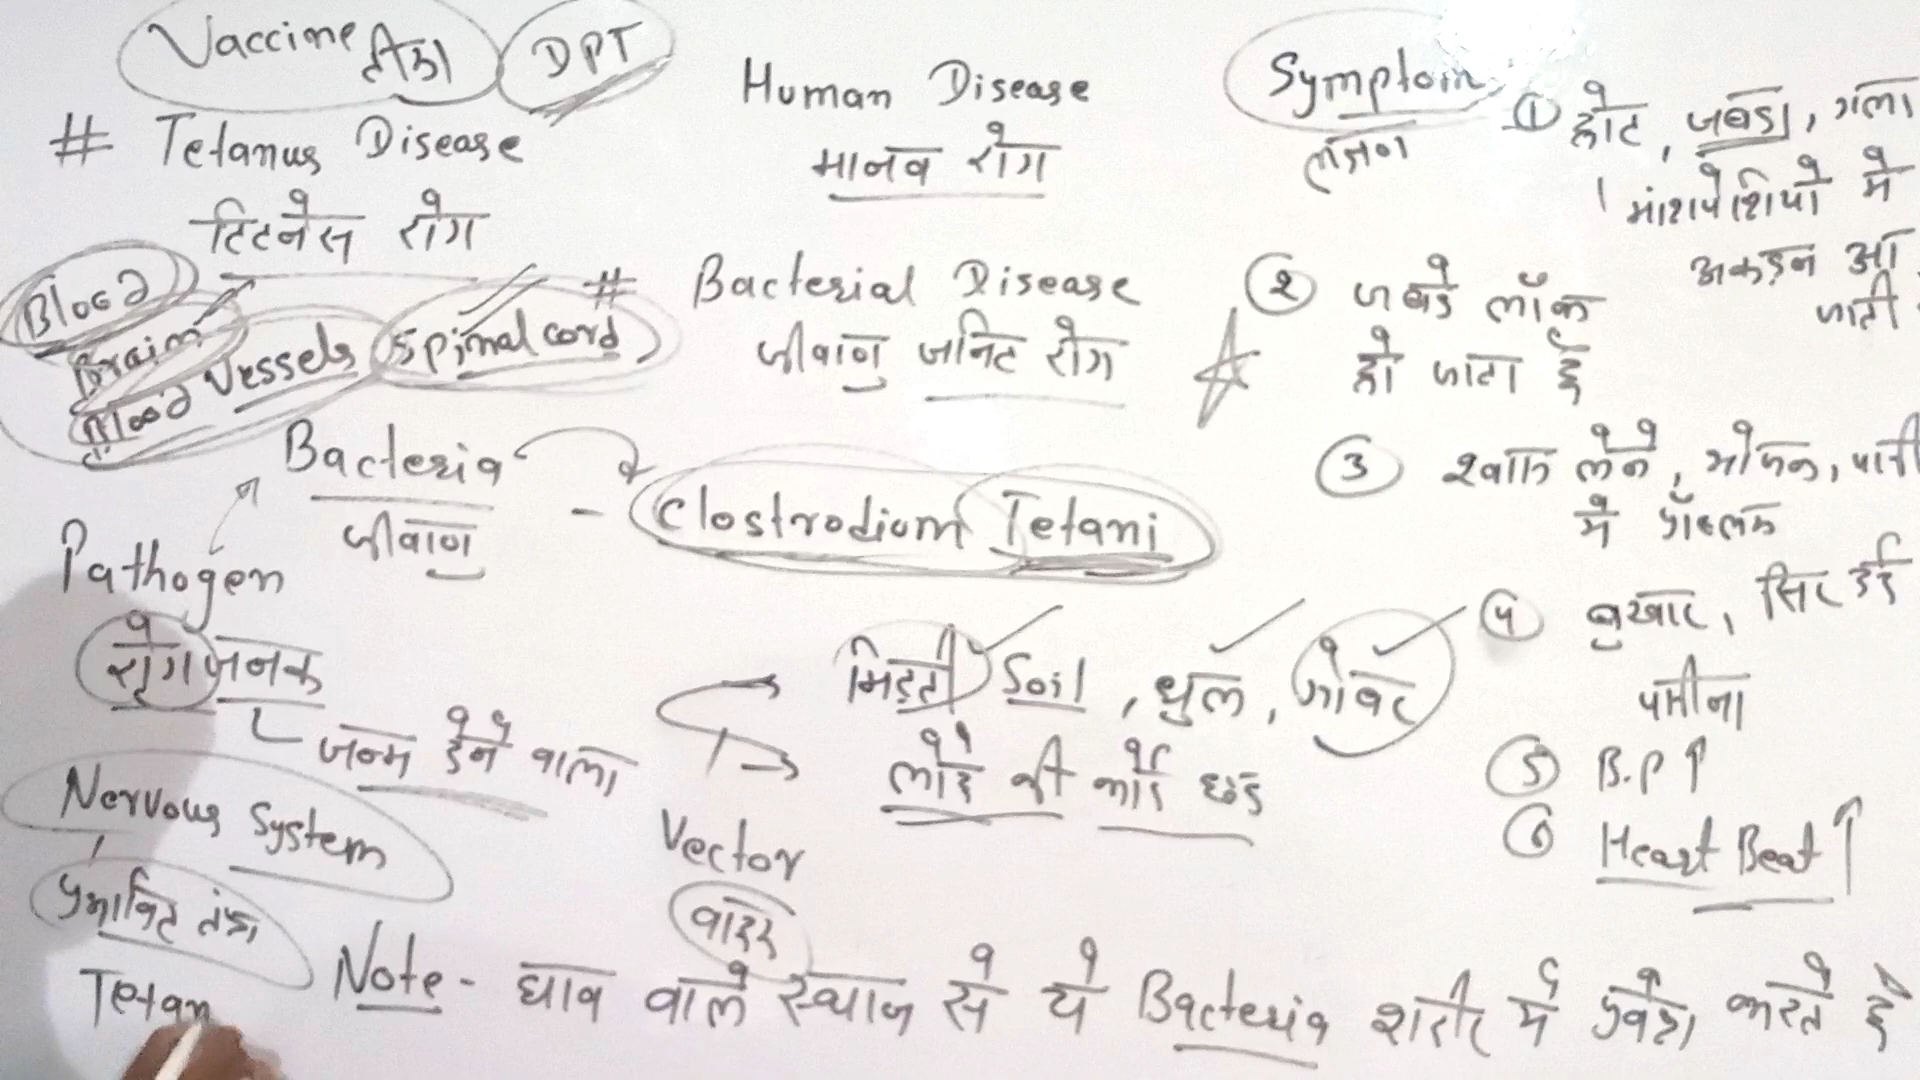 Vaccine टीका DPT
# Tetanus Disease
टिटनेस रोग
Human Disease
मानव रोग
Blood
Brain
Blood Vessels Spinal cord
# Bacterial Disease
जीवाणु जनित रोग
Bacteria
जीवाणु
- Clostrodium Tetani
Pathogen
रोगजनक
जन्म देने वाला
मिट्टी Soil, धुल, गोबर
लोहे की कोई छड़
Nervous System
प्रभावित तंत्र
Tetan
Vector
वाहक
Symptom
लक्षण
① होट, जबड़ा, गला
मांशपेशियों में
अकड़न आ
जाती
② जबड़े लॉक
हो जाता है
③ श्वास लेने, भोजन, पानी
में प्रॉब्लम
④ बुखार, सिर दर्द
पसीना
⑤ B.P ↑
⑥ Heart Beat ↑
Note- घाव वाले स्थान से ये Bacteria शरीर में प्रवेश करते हैं